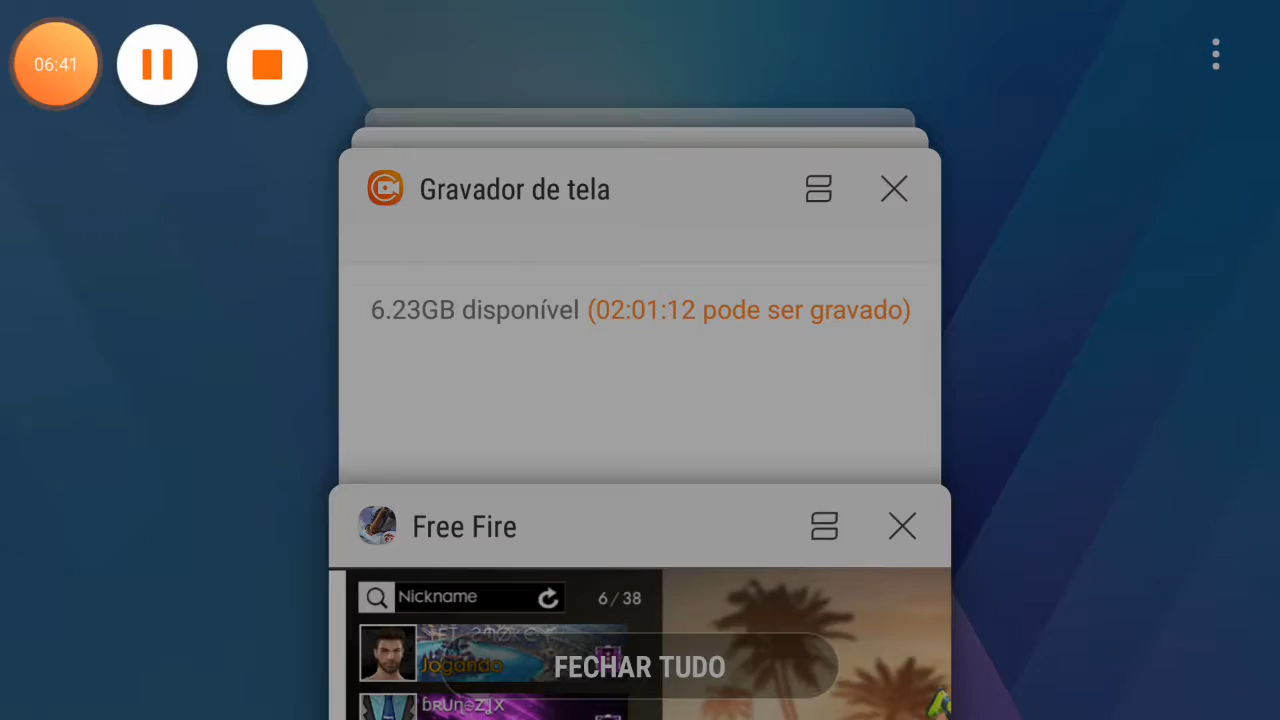 06:41
Gravador de tela
6.23GB disponível (02:01:12 pode ser gravado)
Free Fire
Nickname
6/38
Jogando
FECHAR TUDO